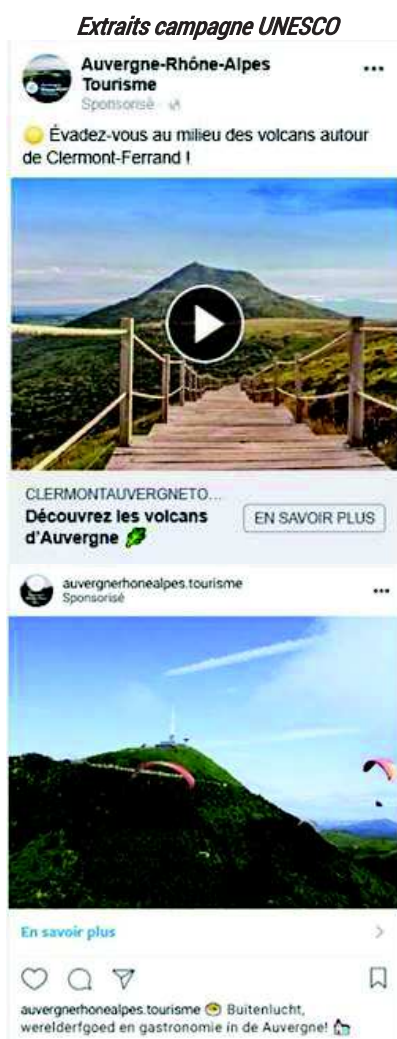 Extraits campagne UNESCO
Auvergne-Rhône-Alpes
Tourisme
Sponsorisé
Évadez-vous au milieu des volcans autour
de Clermont-Ferrand !
CLERMONTAUVERGNETO...
Découvrez les volcans
d'Auvergne
EN SAVOIR PLUS
auvergnerhonealpes.tourisme
Sponsorisé
En savoir plus
auvergnerhonealpes.tourisme Buitenlucht,
werelderfgoed en gastronomie in de Auvergne!